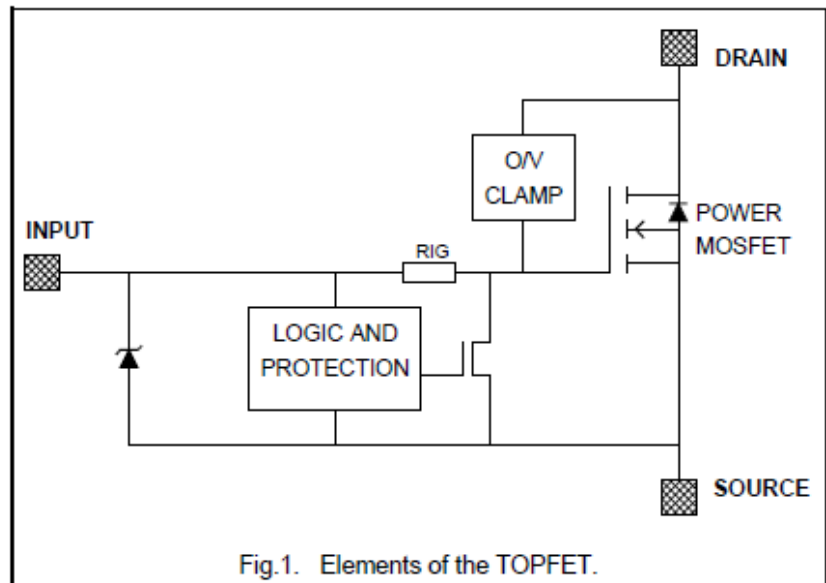 DRAIN
O/V
CLAMP
POWER
MOSFET
INPUT
RIG
LOGIC AND
PROTECTION
SOURCE
Fig.1. Elements of the TOPFET.